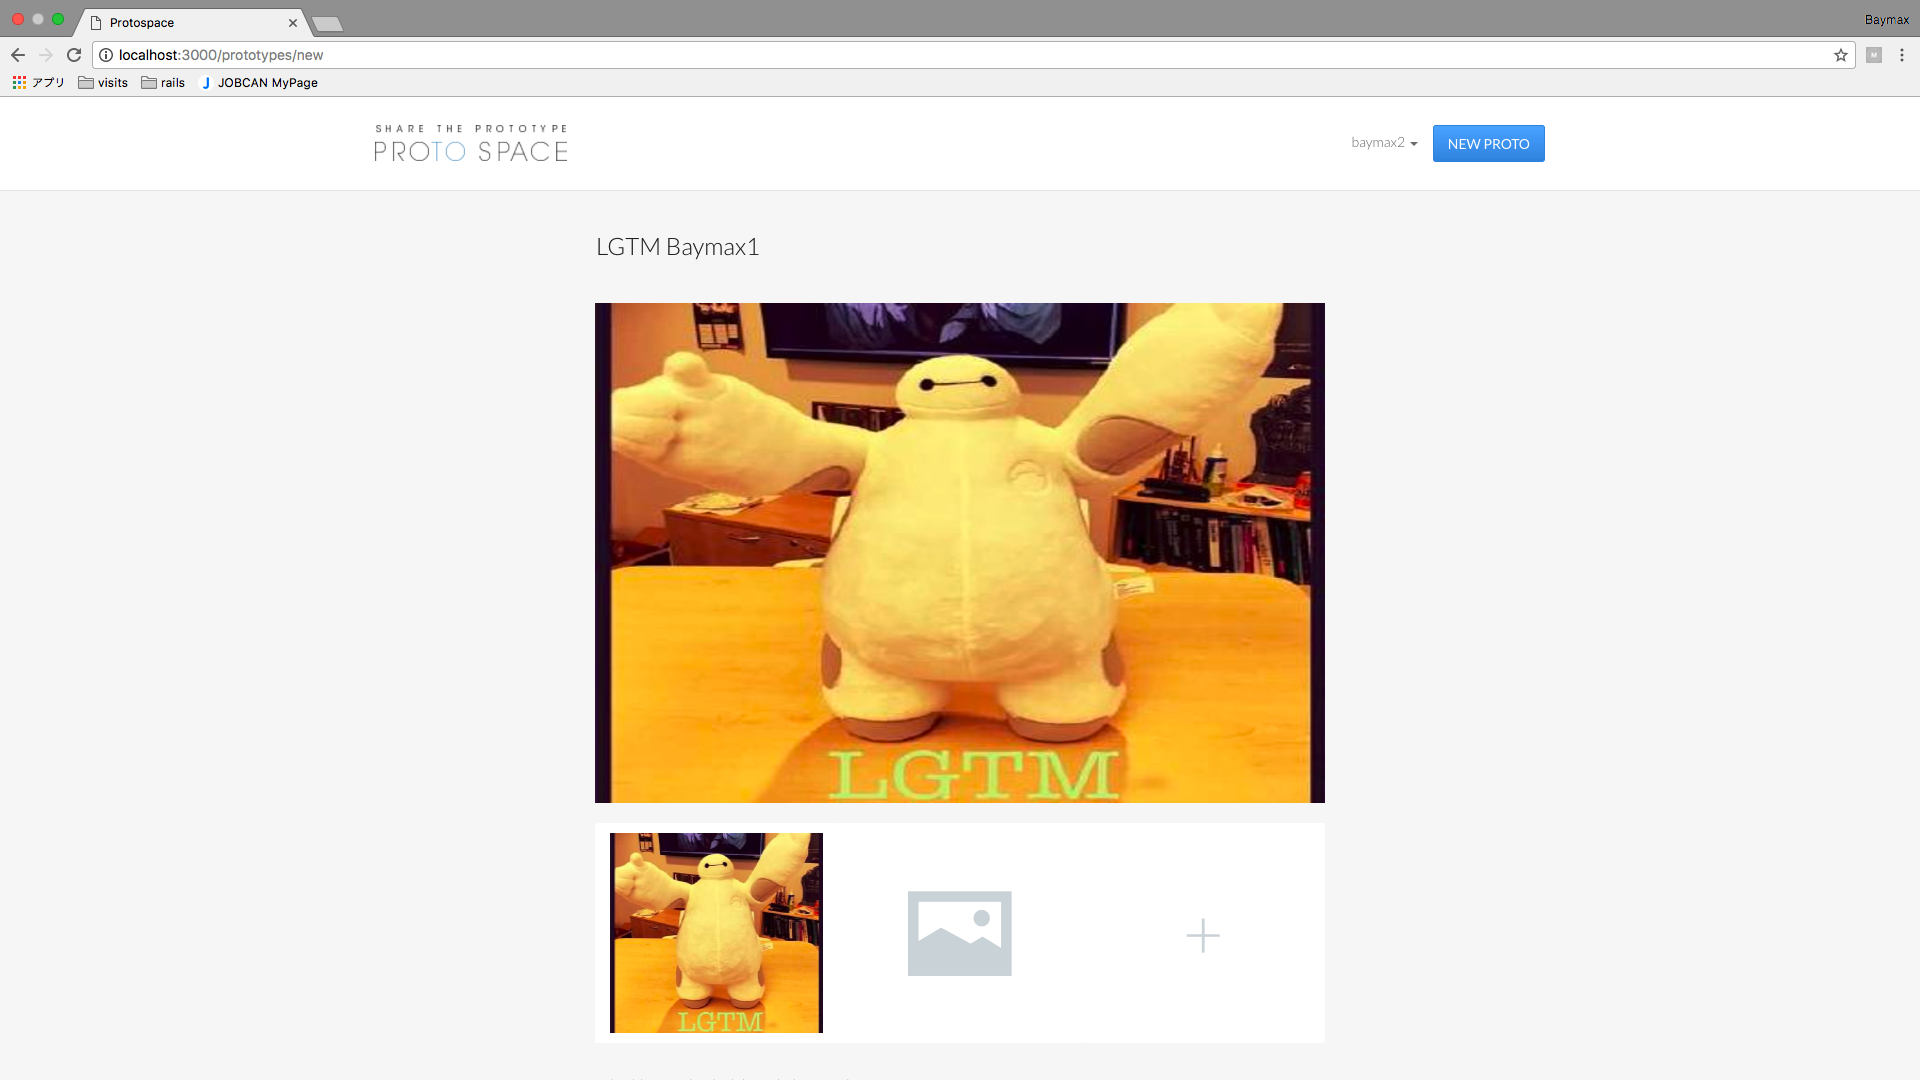 Protospace
Baymax
localhost:3000/prototypes/new
アプリ
visits
rails
JOBCAN MyPage
SHARE THE PROTOTYPE
PROTO SPACE
baymax2
NEW PROTO
LGTM Baymax1
LGTM
LGTM